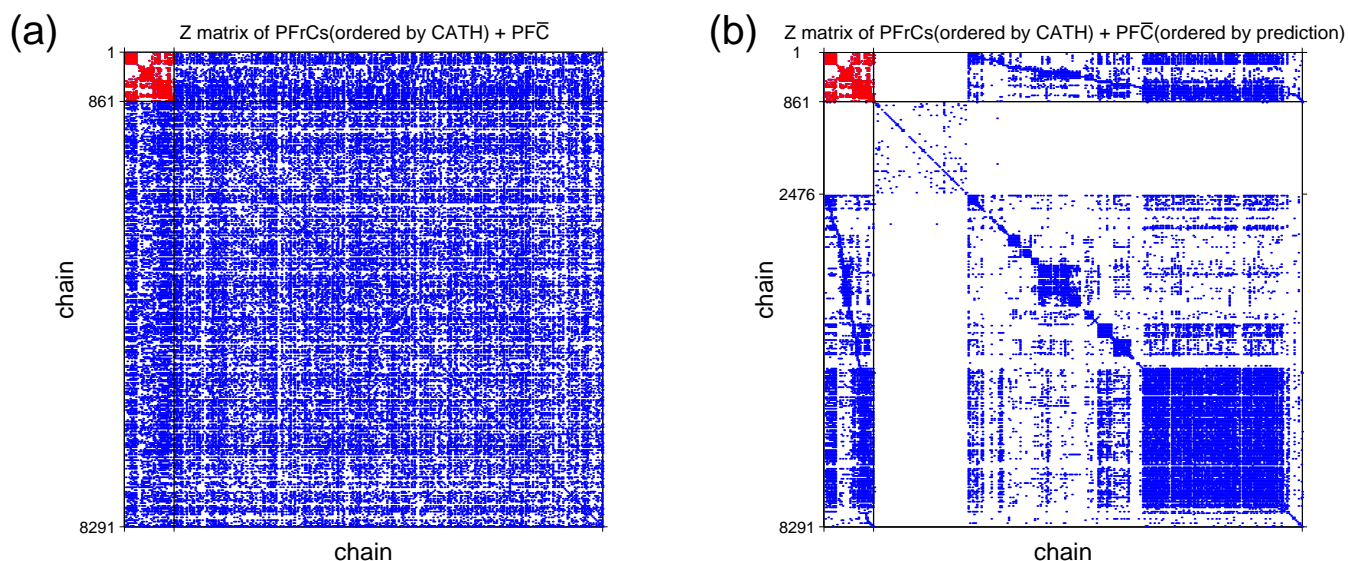 (a)
Z matrix of PFrCs(ordered by CATH) + PFC̅
1
861
8291
chain
chain
(b)
Z matrix of PFrCs(ordered by CATH) + PFC̅(ordered by prediction)
1
861
2476
8291
chain
chain